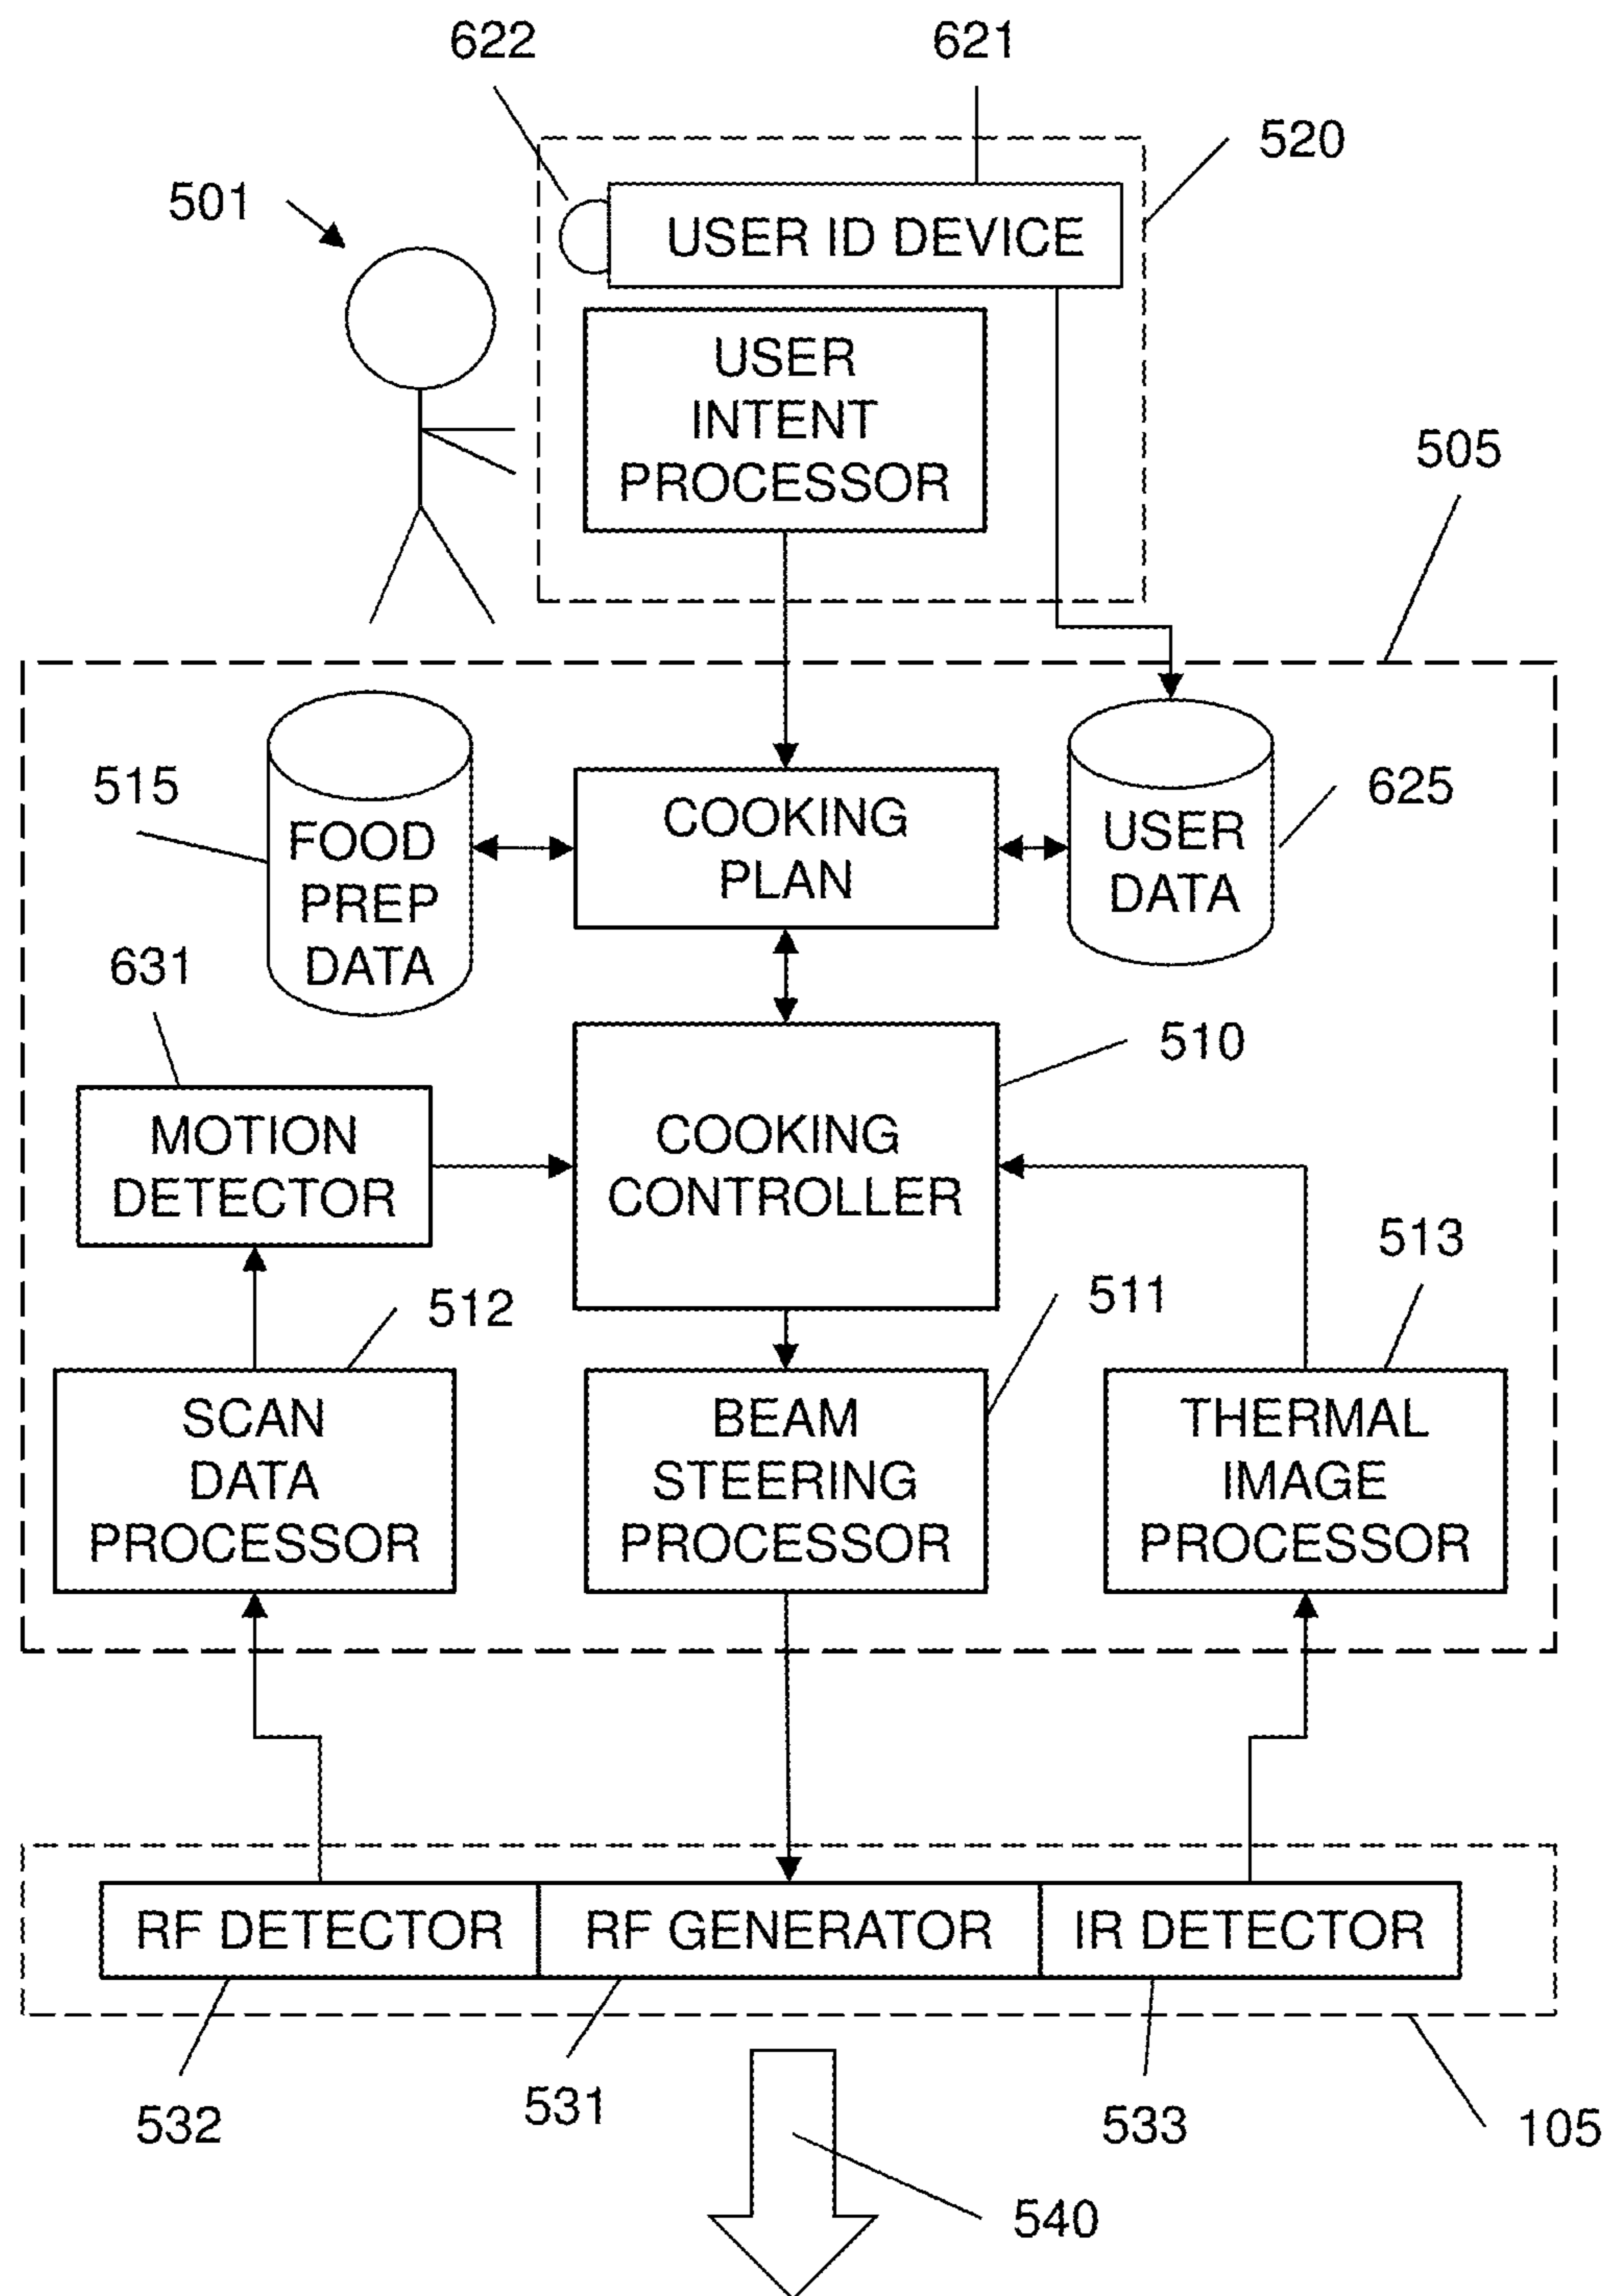 622
621
520
501
USER ID DEVICE
USER
INTENT
PROCESSOR
505
515
FOOD
PREP
DATA
COOKING
PLAN
USER
DATA
625
631
510
MOTION
DETECTOR
COOKING
CONTROLLER
513
512
511
SCAN
DATA
PROCESSOR
BEAM
STEERING
PROCESSOR
THERMAL
IMAGE
PROCESSOR
RF DETECTOR
RF GENERATOR
IR DETECTOR
532
531
533
105
540